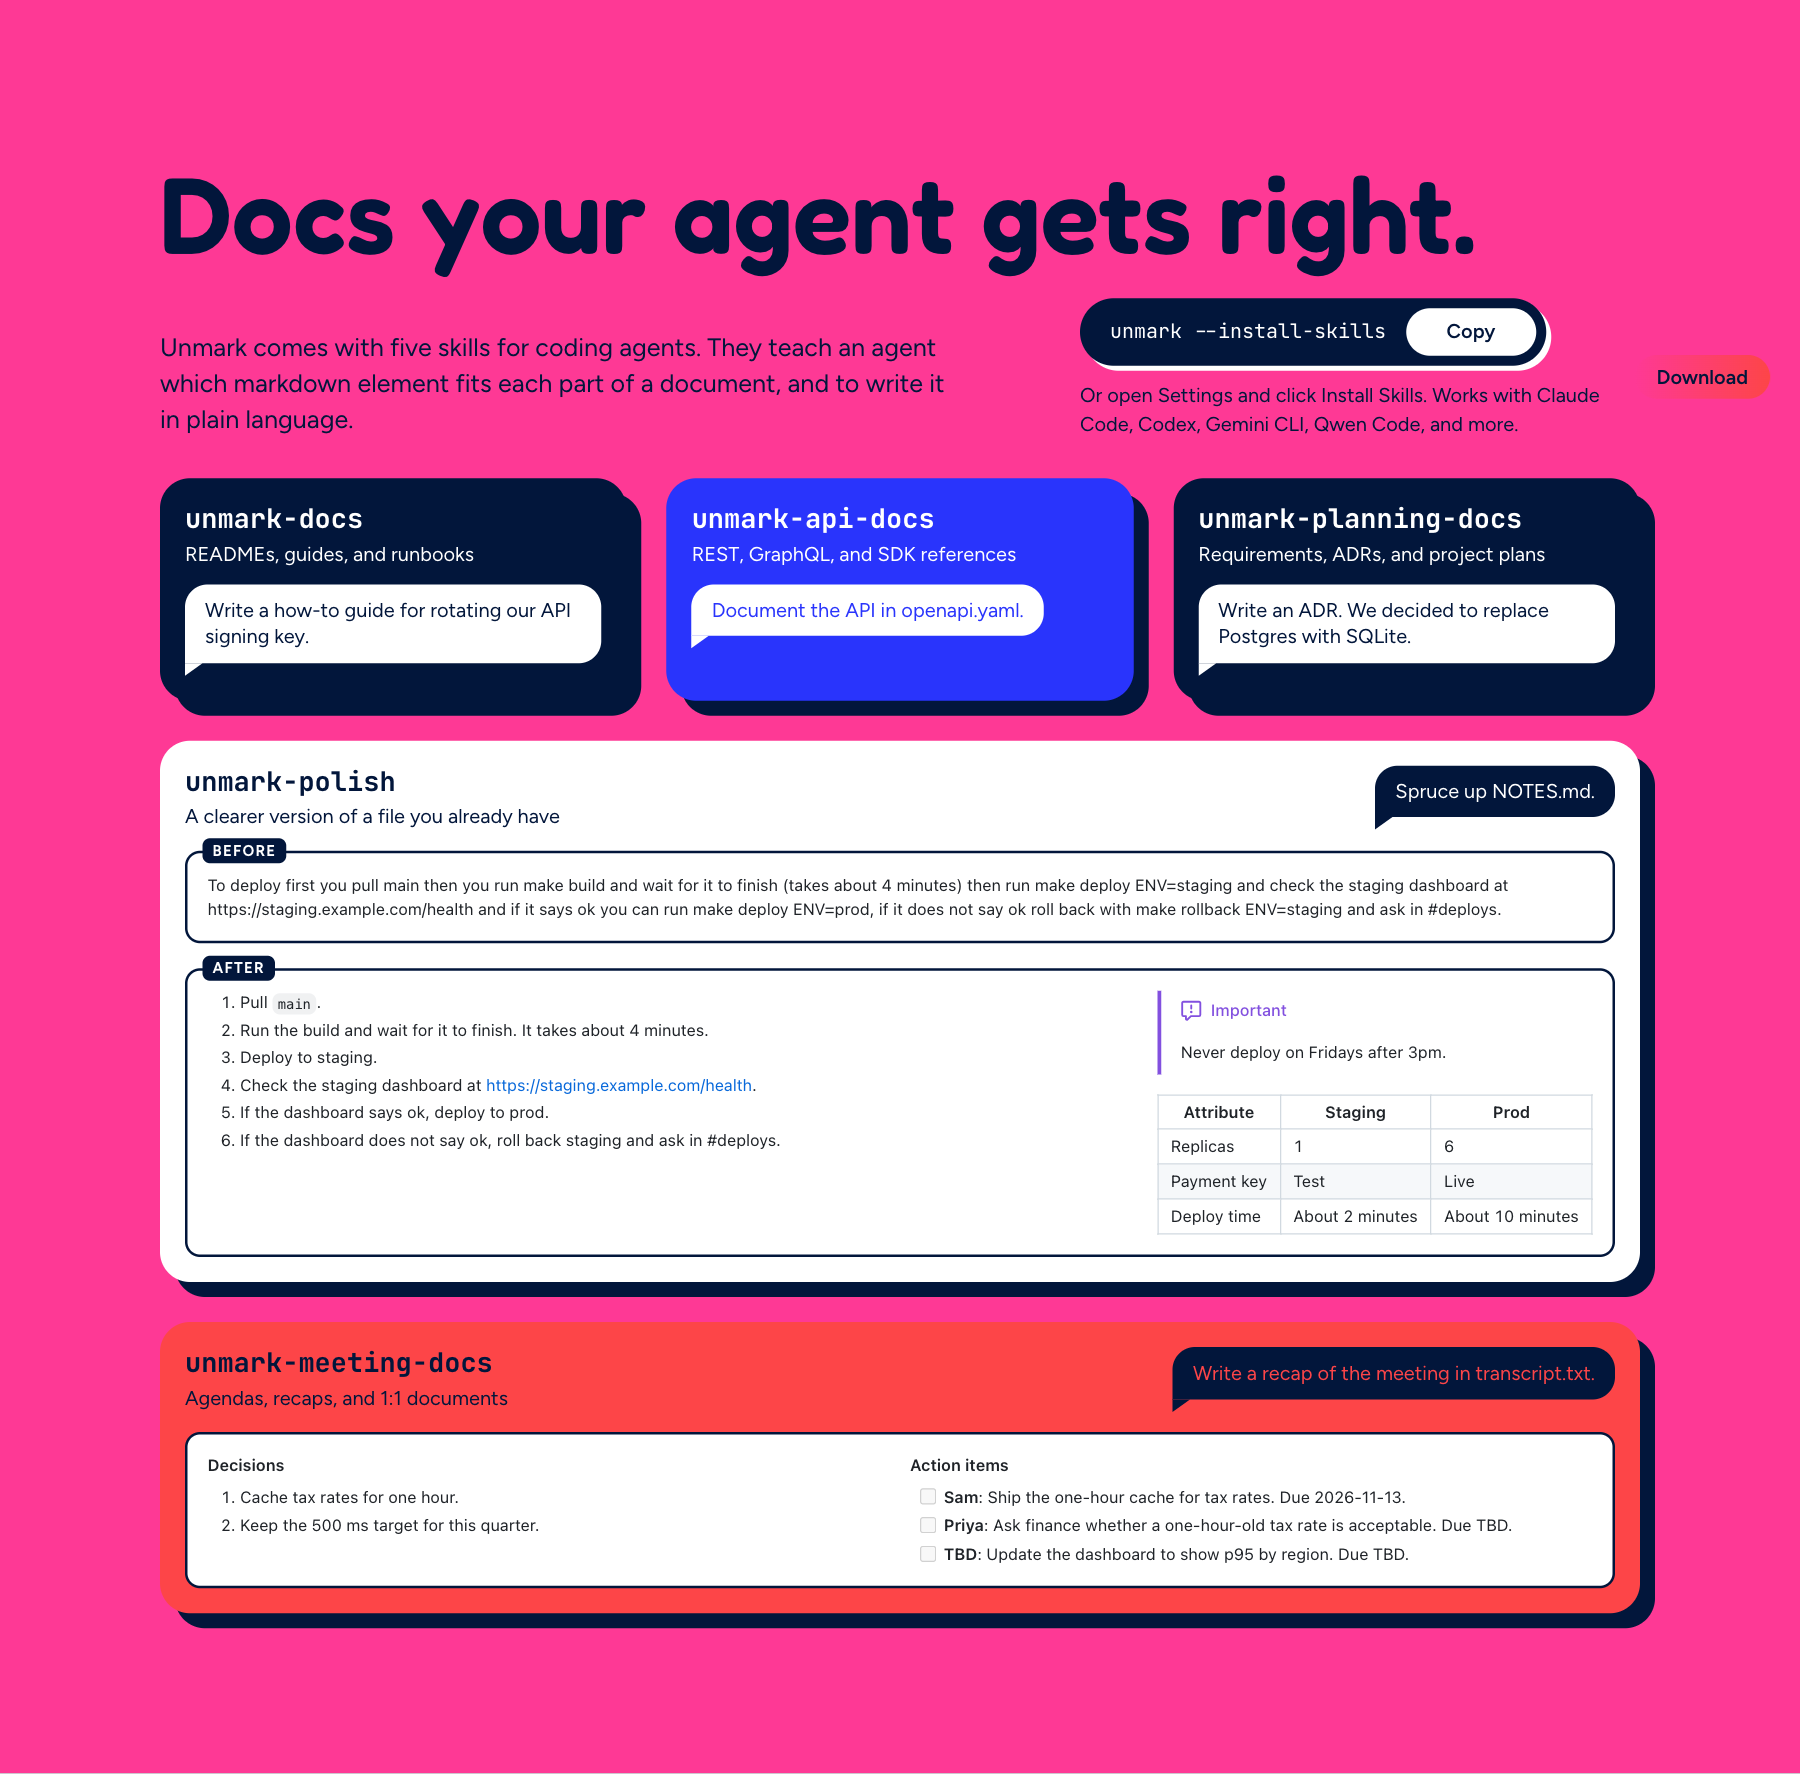 Docs your agent gets right.
Unmark comes with five skills for coding agents. They teach an agent
which markdown element fits each part of a document, and to write it
in plain language.
unmark --install-skills
Copy
Or open Settings and click Install Skills. Works with Claude
Code, Codex, Gemini CLI, Qwen Code, and more.
Download
unmark-docs
READMEs, guides, and runbooks
Write a how-to guide for rotating our API
signing key.
unmark-api-docs
REST, GraphQL, and SDK references
Document the API in openapi.yaml.
unmark-planning-docs
Requirements, ADRs, and project plans
Write an ADR. We decided to replace
Postgres with SQLite.
unmark-polish
A clearer version of a file you already have
Spruce up NOTES.md.
BEFORE
To deploy first you pull main then you run make build and wait for it to finish (takes about 4 minutes) then run make deploy ENV=staging and check the staging dashboard at
https://staging.example.com/health and if it says ok you can run make deploy ENV=prod, if it does not say ok roll back with make rollback ENV=staging and ask in #deploys.
AFTER
1. Pull main.
2. Run the build and wait for it to finish. It takes about 4 minutes.
3. Deploy to staging.
4. Check the staging dashboard at https://staging.example.com/health.
5. If the dashboard says ok, deploy to prod.
6. If the dashboard does not say ok, roll back staging and ask in #deploys.
Important
Never deploy on Fridays after 3pm.
Attribute Staging Prod
Replicas 1 6
Payment key Test Live
Deploy time About 2 minutes About 10 minutes
unmark-meeting-docs
Agendas, recaps, and 1:1 documents
Write a recap of the meeting in transcript.txt.
Decisions
1. Cache tax rates for one hour.
2. Keep the 500 ms target for this quarter.
Action items
Sam: Ship the one-hour cache for tax rates. Due 2026-11-13.
Priya: Ask finance whether a one-hour-old tax rate is acceptable. Due TBD.
TBD: Update the dashboard to show p95 by region. Due TBD.